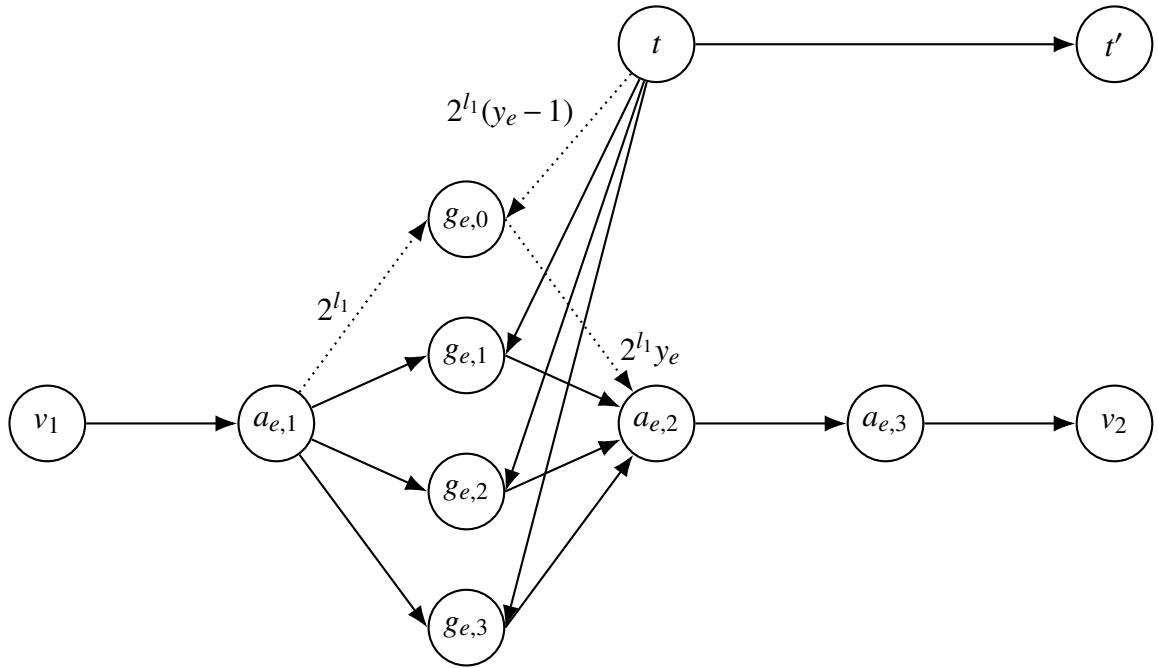 t
t′
2^{l_1}(y_e − 1)
g_{e,0}
2^{l_1}
g_{e,1}
2^{l_1}y_e
v_1
a_{e,1}
a_{e,2}
a_{e,3}
v_2
g_{e,2}
g_{e,3}